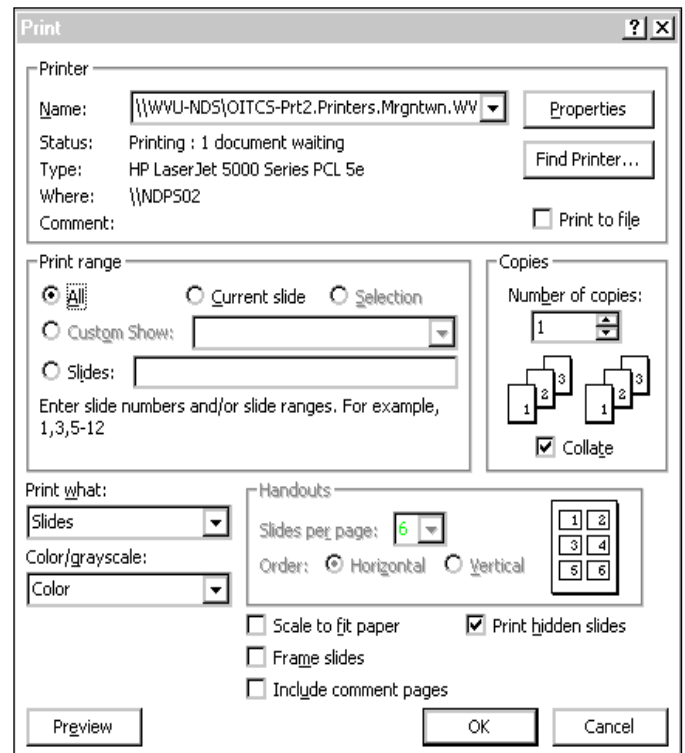 Print
Printer
Name: \\WVU-NDS\OITCS-Prt2.Printers.Mrgntwn.WV Properties
Status: Printing : 1 document waiting
Type: HP LaserJet 5000 Series PCL 5e Find Printer...
Where: \\NDPS02
Comment: Print to file
Print range
All Current slide Selection
Custom Show:
Slides:
Enter slide numbers and/or slide ranges. For example,
1,3,5-12
Copies
Number of copies:
1
1 2 3 1 2 3
Collate
Print what:
Slides
Color/grayscale:
Color
Handouts
Slides per page: 6
Order: Horizontal Vertical
1 2
3 4
5 6
Scale to fit paper Print hidden slides
Frame slides
Include comment pages
Preview OK Cancel